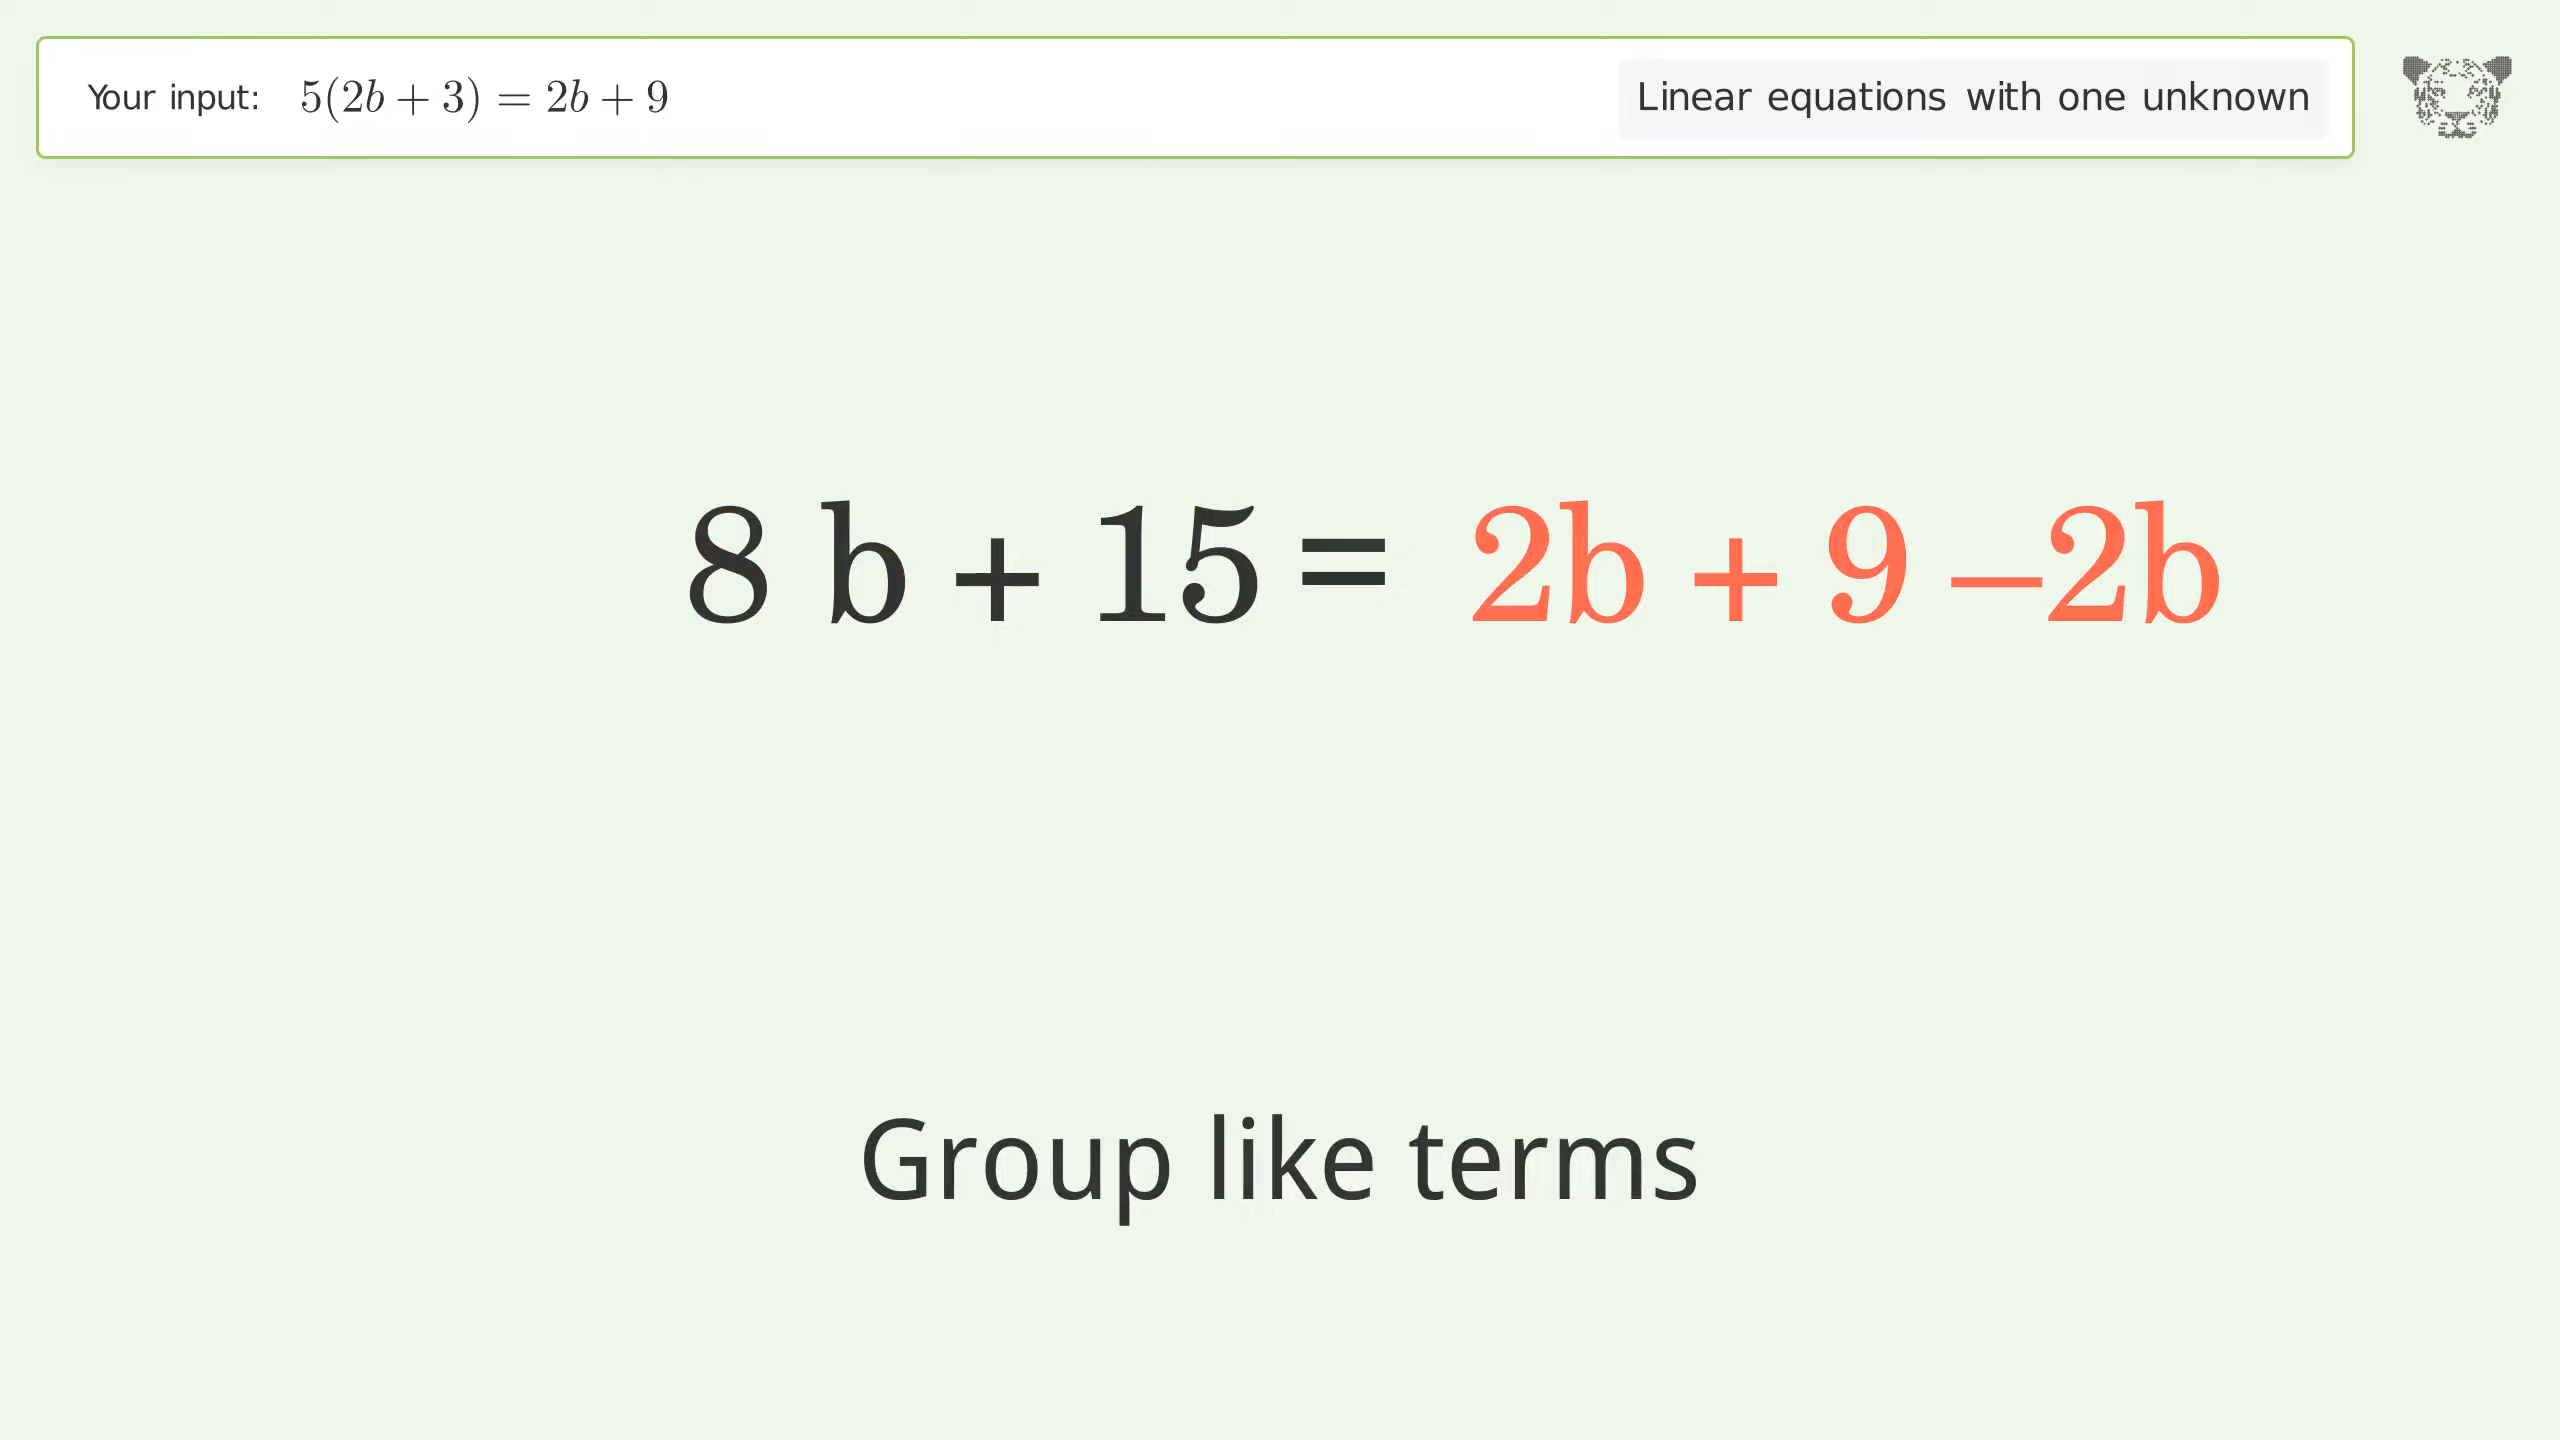 Your input: 5(2b + 3) = 2b + 9
Linear equations with one unknown
8 b + 15 = 2b + 9 –2b
Group like terms